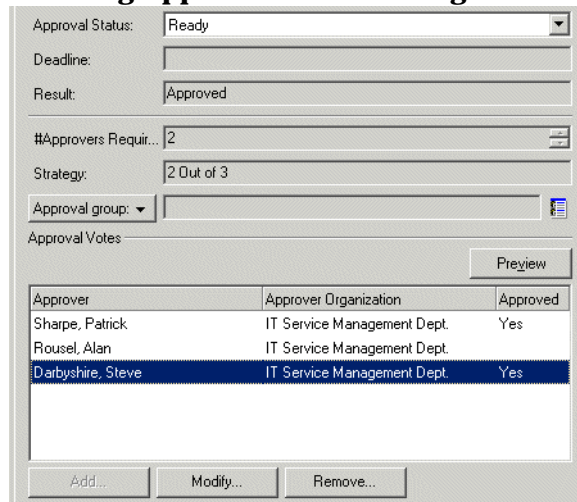 Approval Status: Ready
Deadline:
Result: Approved
#Approvers Requir... 2
Strategy: 2 Out of 3
Approval group:
Approval Votes
Preview
Approver Approver Organization Approved
Sharpe, Patrick IT Service Management Dept. Yes
Rousel, Alan IT Service Management Dept.
Darbyshire, Steve IT Service Management Dept. Yes
Add... Modify... Remove...